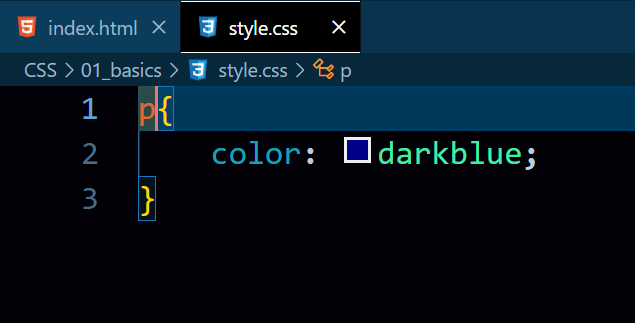 index.html × style.css ×
CSS > 01_basics > style.css > p
1 p{
2 color: darkblue;
3 }